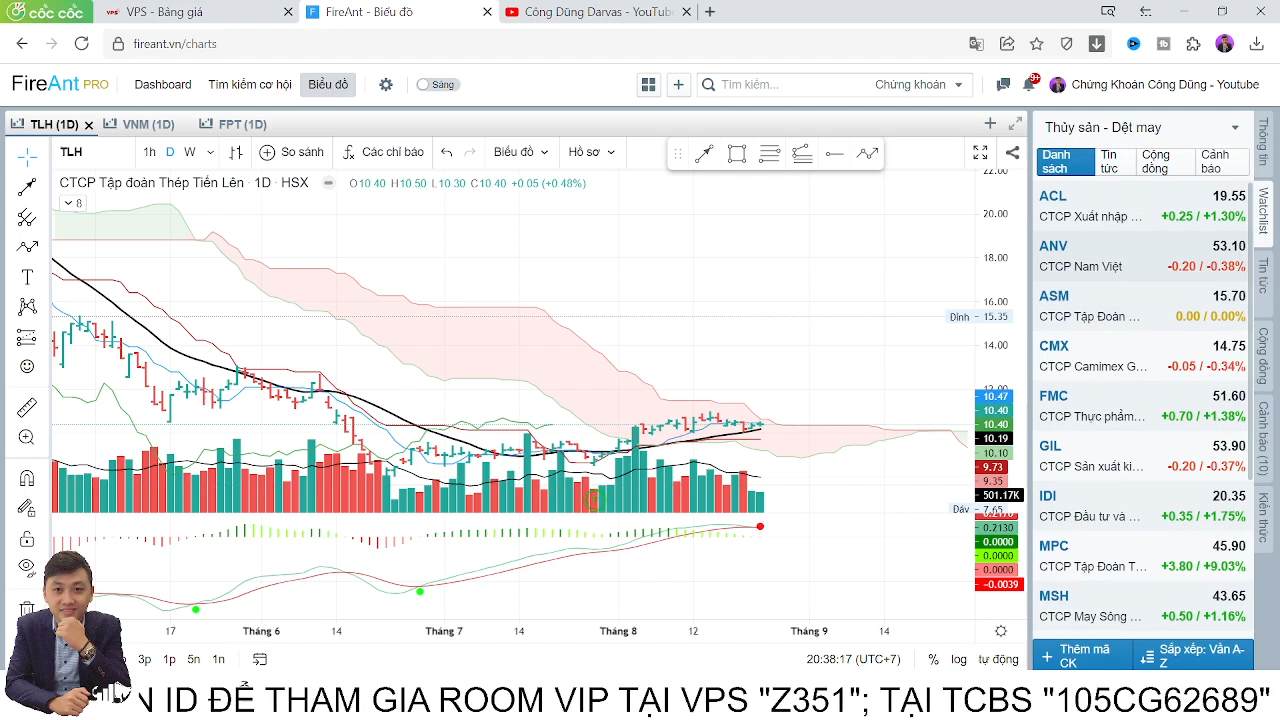 cốc cốc
VPS - Bảng giá
FireAnt - Biểu đồ
Công Dũng Darvas - YouTube
fireant.vn/charts
FireAnt PRO
Dashboard
Tìm kiếm cơ hội
Biểu đồ
Sáng
Tìm kiếm...
Chứng khoán
9+
Chứng Khoán Công Dũng - Youtube
TLH (1D)
VNM (1D)
FPT (1D)
TLH
1h D W
So sánh
Các chỉ báo
Biểu đồ
Hồ sơ
CTCP Tập đoàn Thép Tiến Lên · 1D · HSX
O10.40 H10.50 L10.30 C10.40 +0.05 (+0.48%)
8
22.00
20.00
18.00
16.00
Đỉnh 15.35
14.00
12.00
10.47
10.40
10.40
10.19
10.10
9.73
9.35
501.17K
Đáy 7.65
0.2170
0.2130
0.0000
0.0000
0.0000
-0.0039
17
Tháng 6
14
Tháng 7
14
Tháng 8
12
Tháng 9
14
3p 1p 5n 1n
20:38:17 (UTC+7)
% log tự động
Thủy sản - Dệt may
Danh sách
Tin tức
Cộng đồng
Cảnh báo
ACL 19.55
CTCP Xuất nhập ... +0.25 / +1.30%
ANV 53.10
CTCP Nam Việt -0.20 / -0.38%
ASM 15.70
CTCP Tập Đoàn ... 0.00 / 0.00%
CMX 14.75
CTCP Camimex G... -0.05 / -0.34%
FMC 51.60
CTCP Thực phẩm... +0.70 / +1.38%
GIL 53.90
CTCP Sản xuất ki... -0.20 / -0.37%
IDI 20.35
CTCP Đầu tư và ... +0.35 / +1.75%
MPC 45.90
CTCP Tập Đoàn T... +3.80 / +9.03%
MSH 43.65
CTCP May Sông ... +0.50 / +1.16%
Thêm mã CK
Sắp xếp: Vần A-Z
Thông tin
Watchlist
Tin tức
Cộng đồng
Cảnh báo (10)
Kiến thức
N ID ĐỂ THAM GIA ROOM VIP TẠI VPS "Z351"; TẠI TCBS "105CG62689"